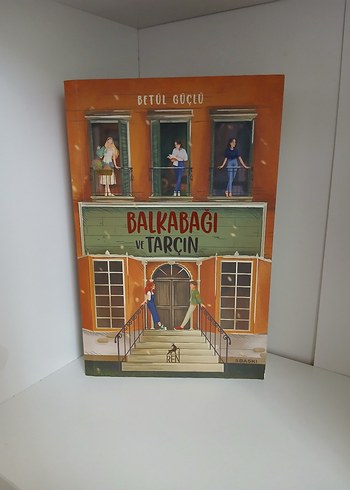 BETÜL GÜÇLÜ
BALKABAĞI
VE TARÇIN
REN